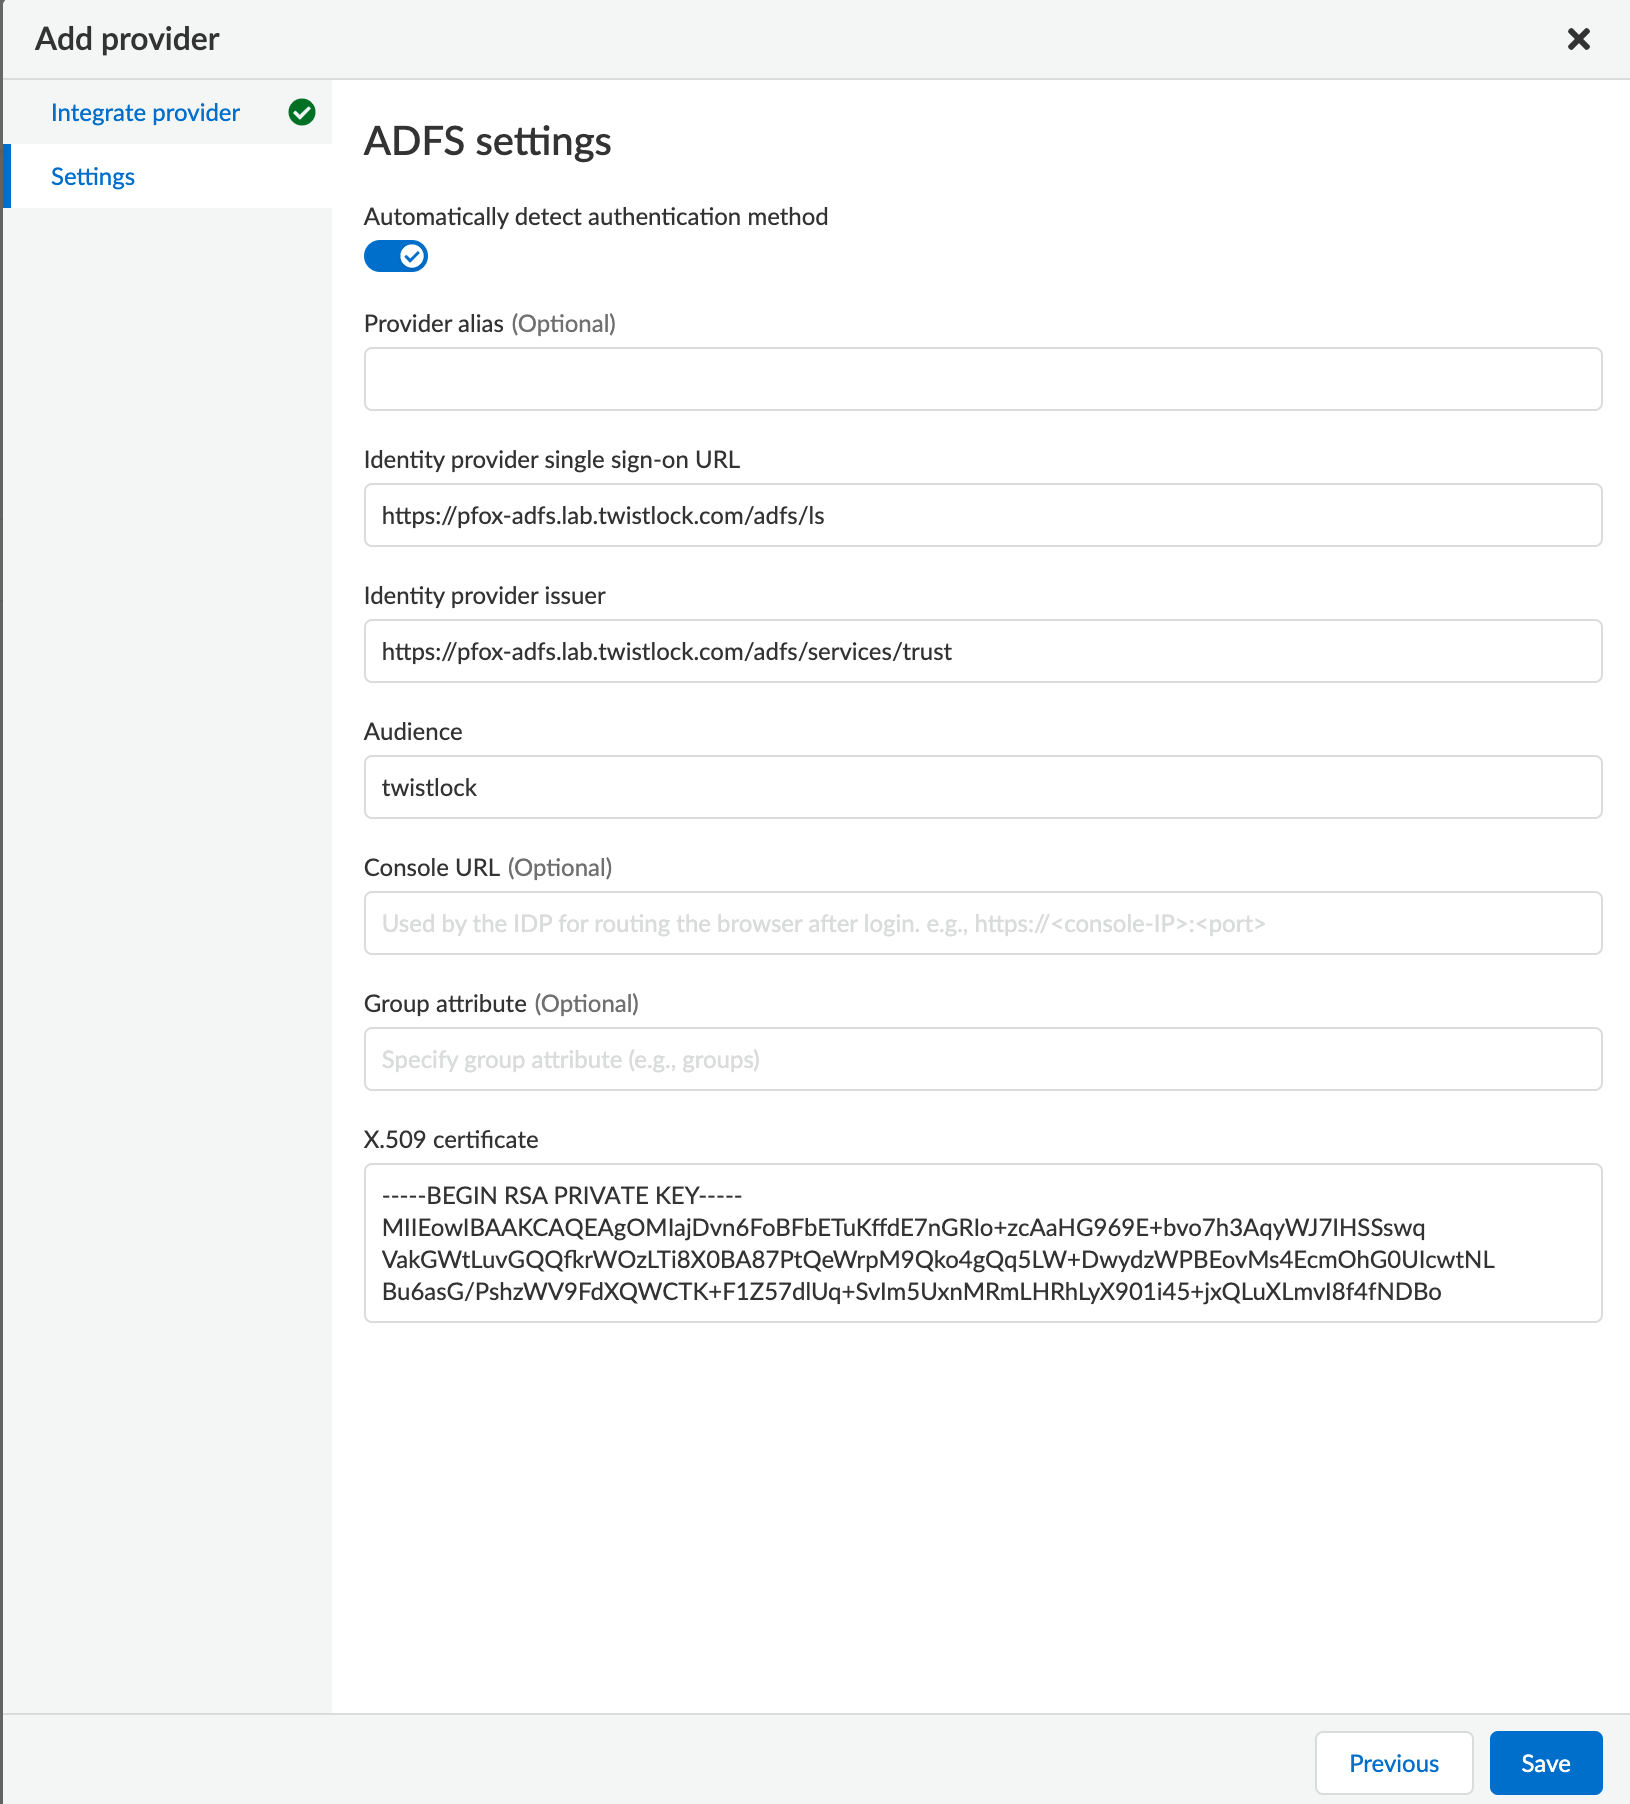 Add provider
Integrate provider
Settings
ADFS settings
Automatically detect authentication method
Provider alias (Optional)
Identity provider single sign-on URL
https://pfox-adfs.lab.twistlock.com/adfs/ls
Identity provider issuer
https://pfox-adfs.lab.twistlock.com/adfs/services/trust
Audience
twistlock
Console URL (Optional)
Used by the IDP for routing the browser after login. e.g., https://<console-IP>:<port>
Group attribute (Optional)
Specify group attribute (e.g., groups)
X.509 certificate
-----BEGIN RSA PRIVATE KEY-----
MIIEowIBAAKCAQEAgOMIajDvn6FoBFbETuKffdE7nGRIo+zcAaHG969E+bvo7h3AqyWJ7IHSSswq
VakGWtLuvGQQfkrWOzLTi8X0BA87PtQeWrpM9Qko4gQq5LW+DwydzWPBEovMs4EcmOhG0UIcwtNL
Bu6asG/PshzWV9FdXQWCTK+F1Z57dlUq+SvIm5UxnMRmLHRhLyX901i45+jxQLuXLmvI8f4fNDBo
Previous
Save